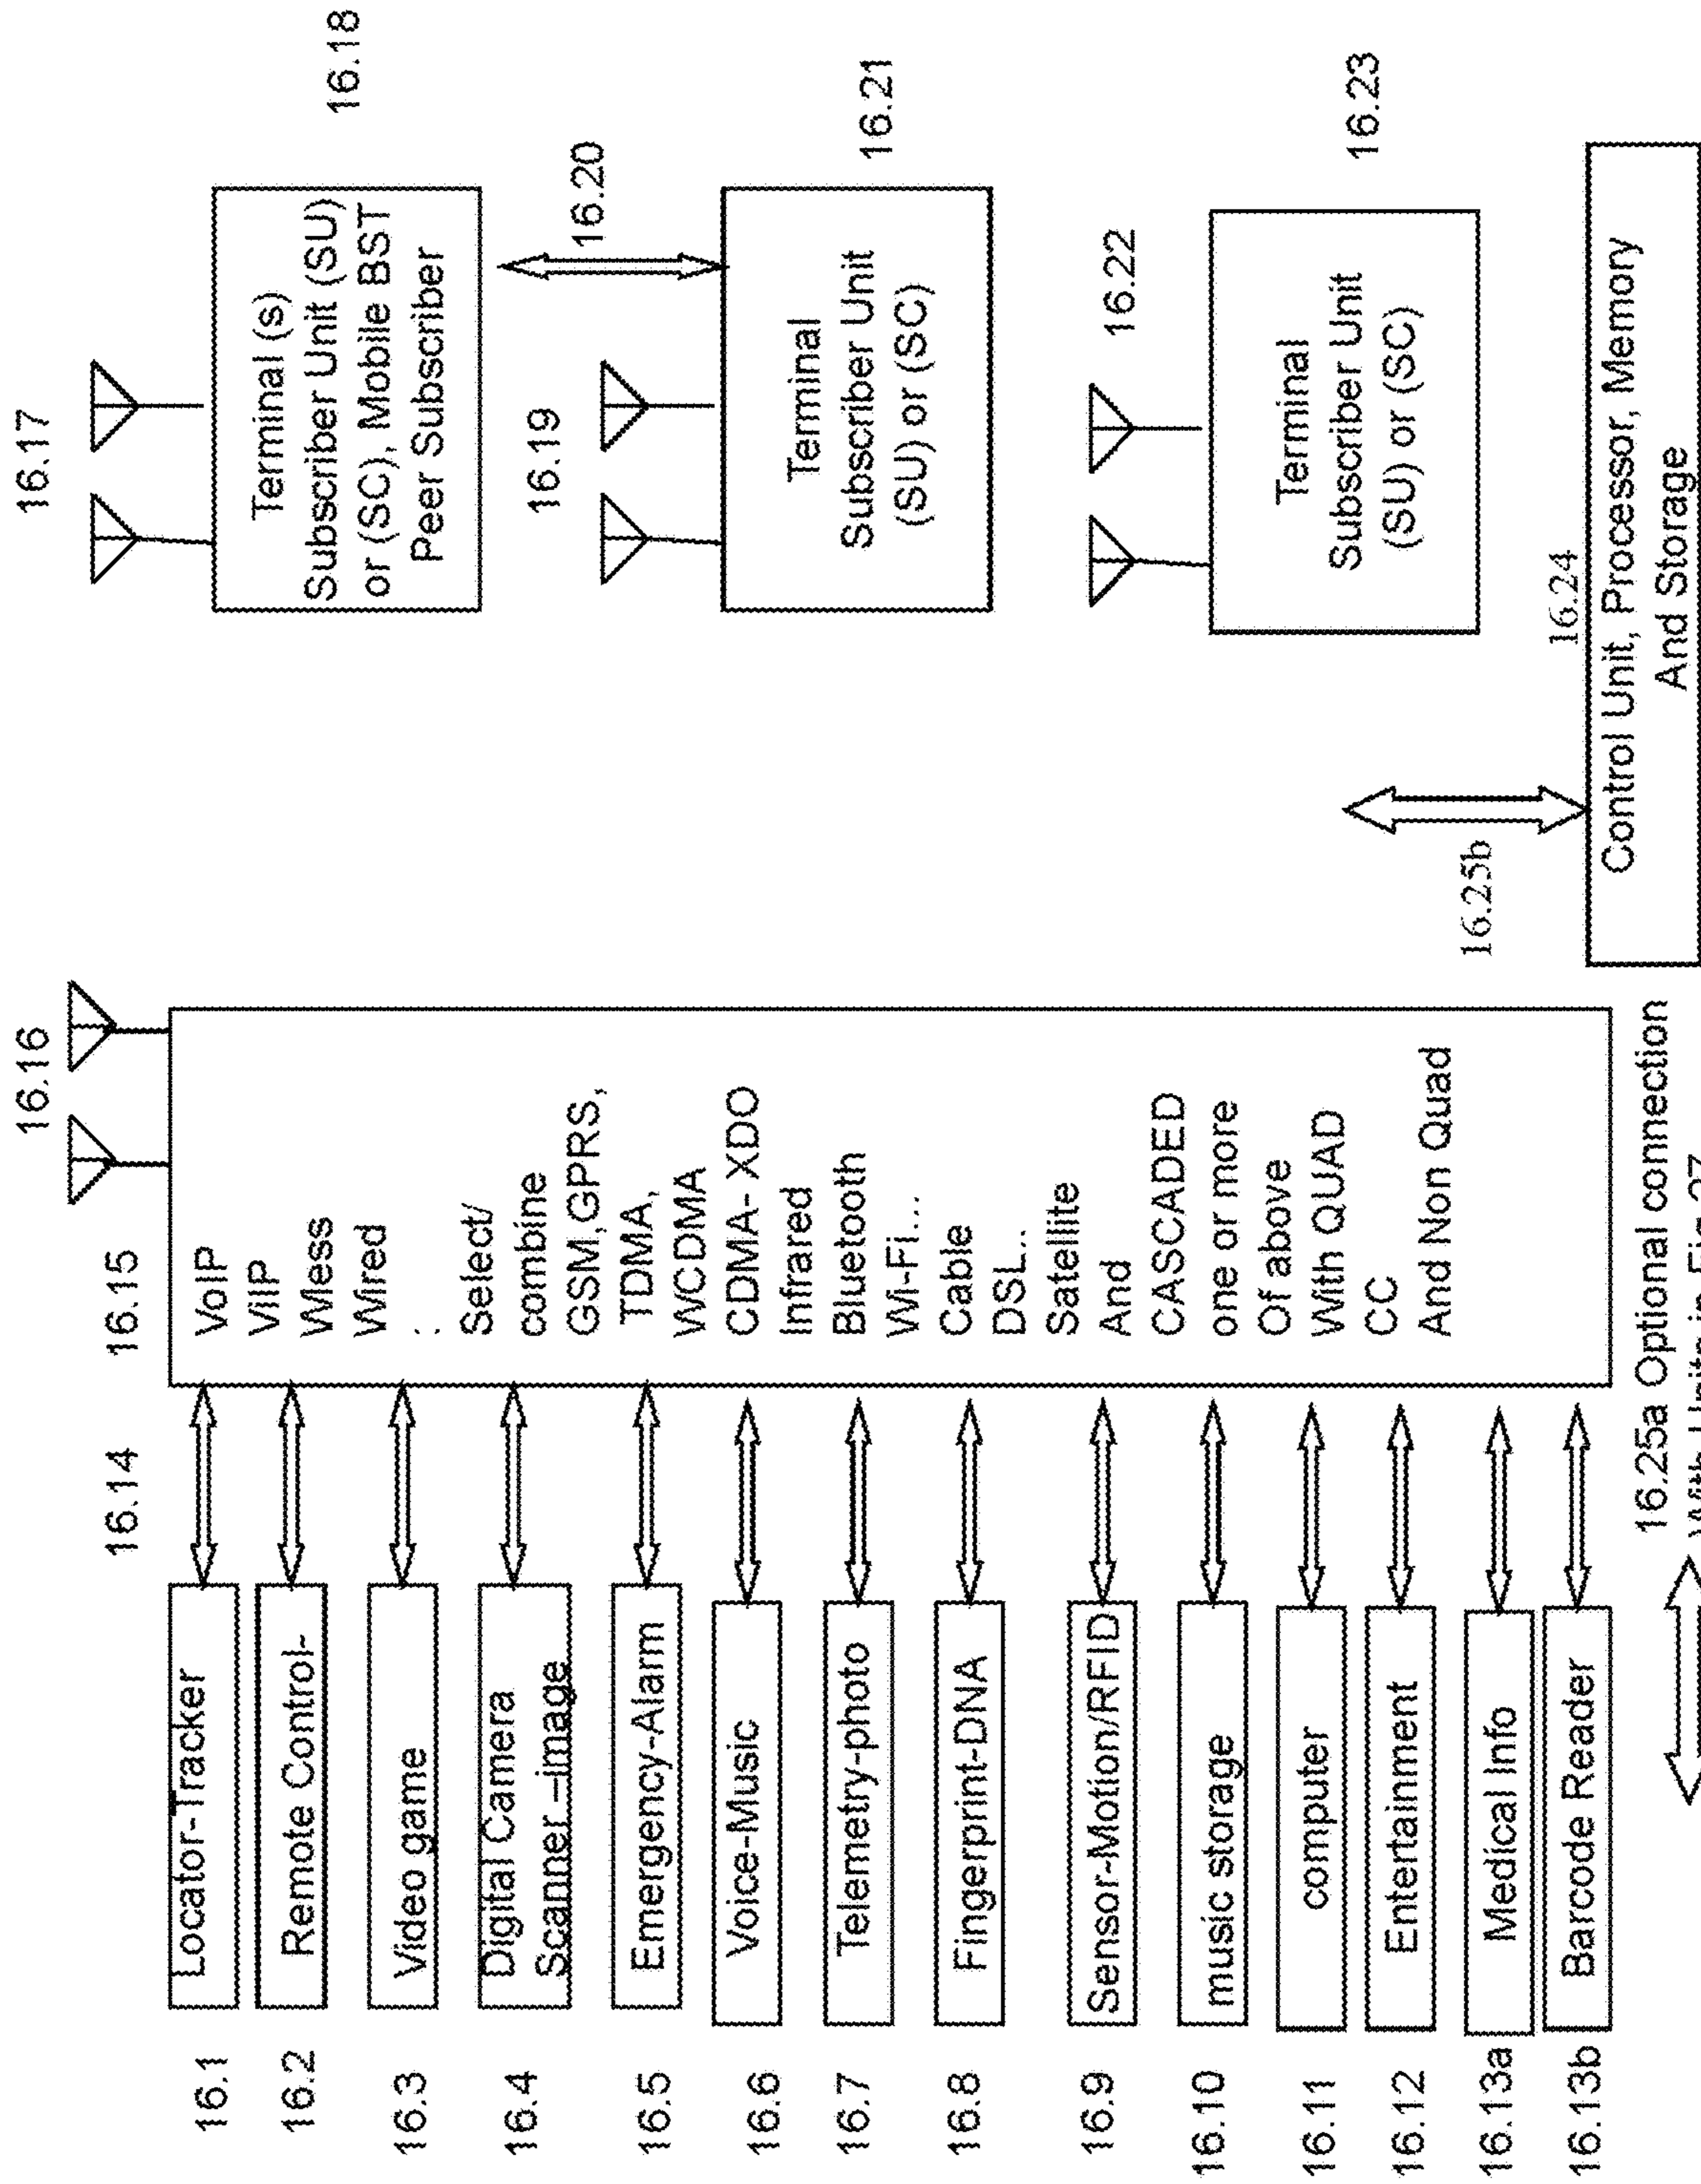 16.1
Locator-Tracker
16.2
Remote Control-
16.3
Video game
16.4
Digital Camera
Scanner –image
16.5
Emergency-Alarm
16.6
Voice-Music
16.7
Telemetry-photo
16.8
Fingerprint-DNA
16.9
Sensor-Motion/RFID
16.10
music storage
16.11
computer
16.12
Entertainment
16.13a
Medical Info
16.13b
Barcode Reader
16.14
16.15
16.16
VoIP
ViIP
Wless
Wired
:
Select/
combine
GSM,GPRS,
TDMA,
WCDMA
CDMA- XDO
Infrared
Bluetooth
Wi-Fi...
Cable
DSL..
Satellite
And
CASCADED
one or more
Of above
With QUAD
CC
And Non Quad
16.25a Optional connection
With Units in Fig
16.17
Terminal (s)
Subscriber Unit (SU)
or (SC), Mobile BST
Peer Subscriber
16.18
16.19
16.20
Terminal
Subscriber Unit
(SU) or (SC)
16.21
16.22
Terminal
Subscriber Unit
(SU) or (SC)
16.23
16.25b
16.24
Control Unit, Processor, Memory
And Storage